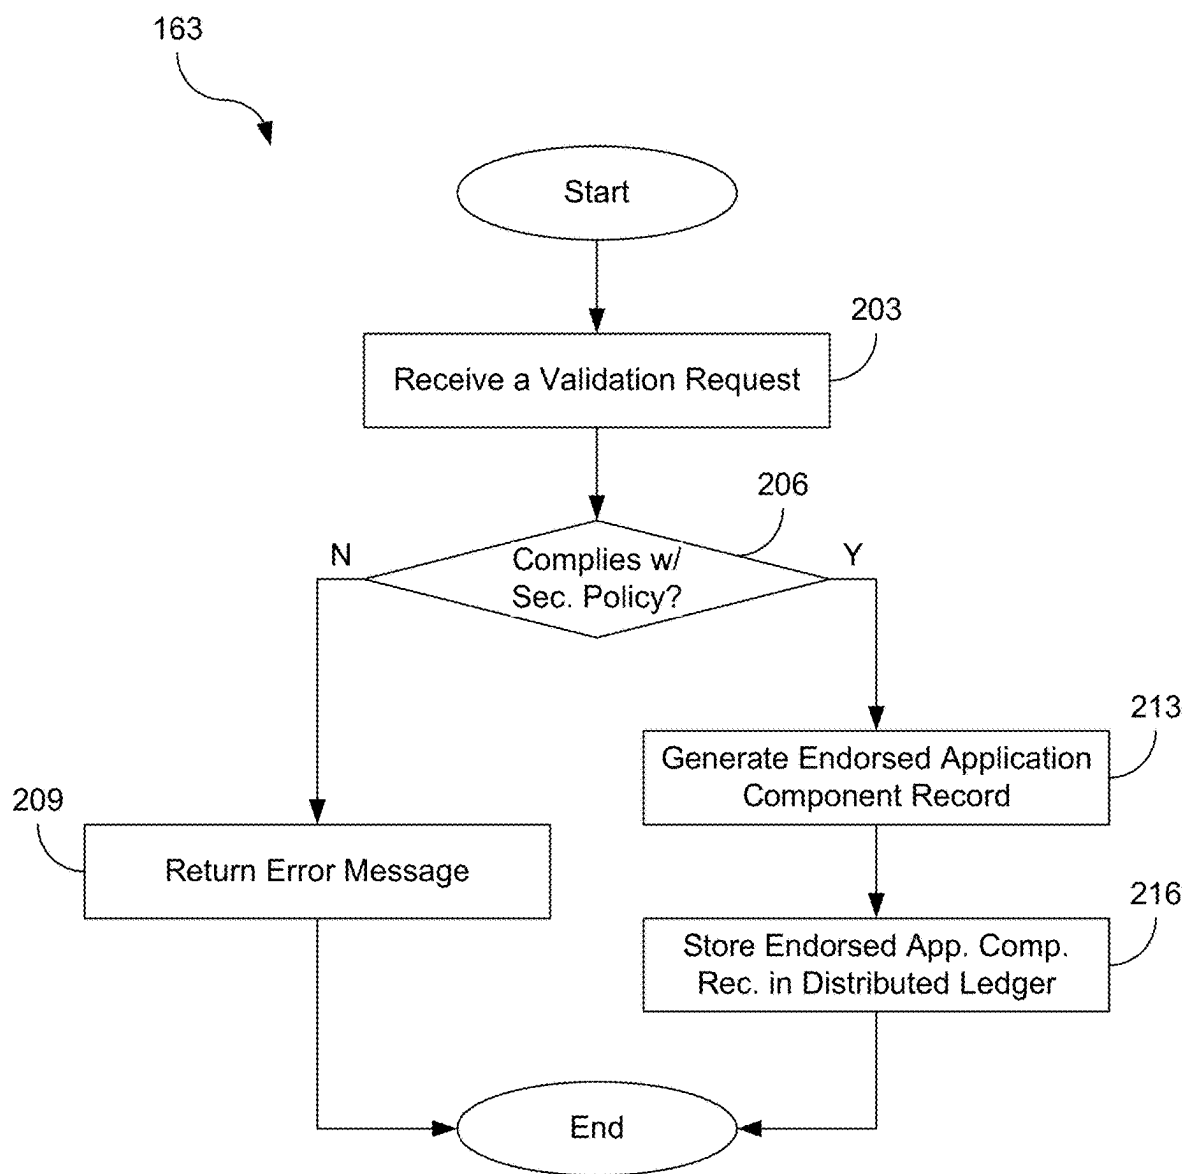 163
Start
203
Receive a Validation Request
206
N
Complies w/
Sec. Policy?
Y
213
Generate Endorsed Application
Component Record
209
Return Error Message
216
Store Endorsed App. Comp.
Rec. in Distributed Ledger
End